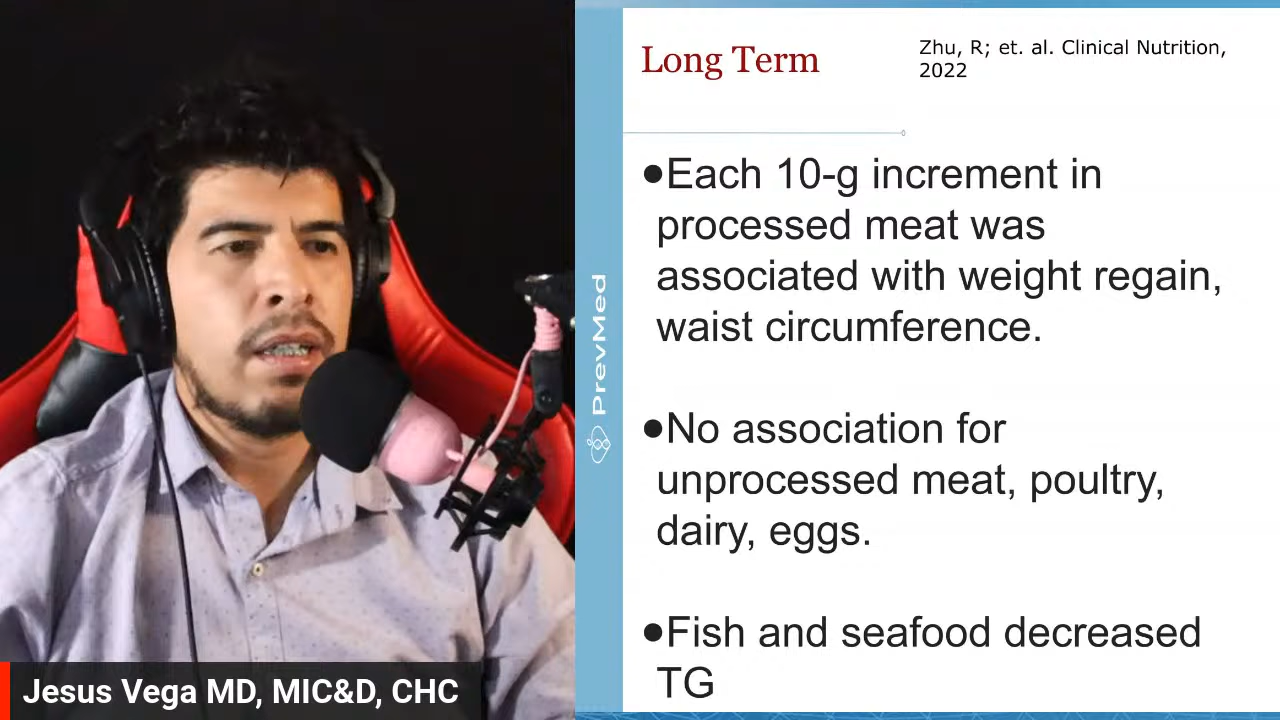 Long Term
Zhu, R; et. al. Clinical Nutrition,
2022
●Each 10-g increment in
processed meat was
associated with weight regain,
waist circumference.
●No association for
unprocessed meat, poultry,
dairy, eggs.
●Fish and seafood decreased
TG
PrevMed
Jesus Vega MD, MIC&D, CHC